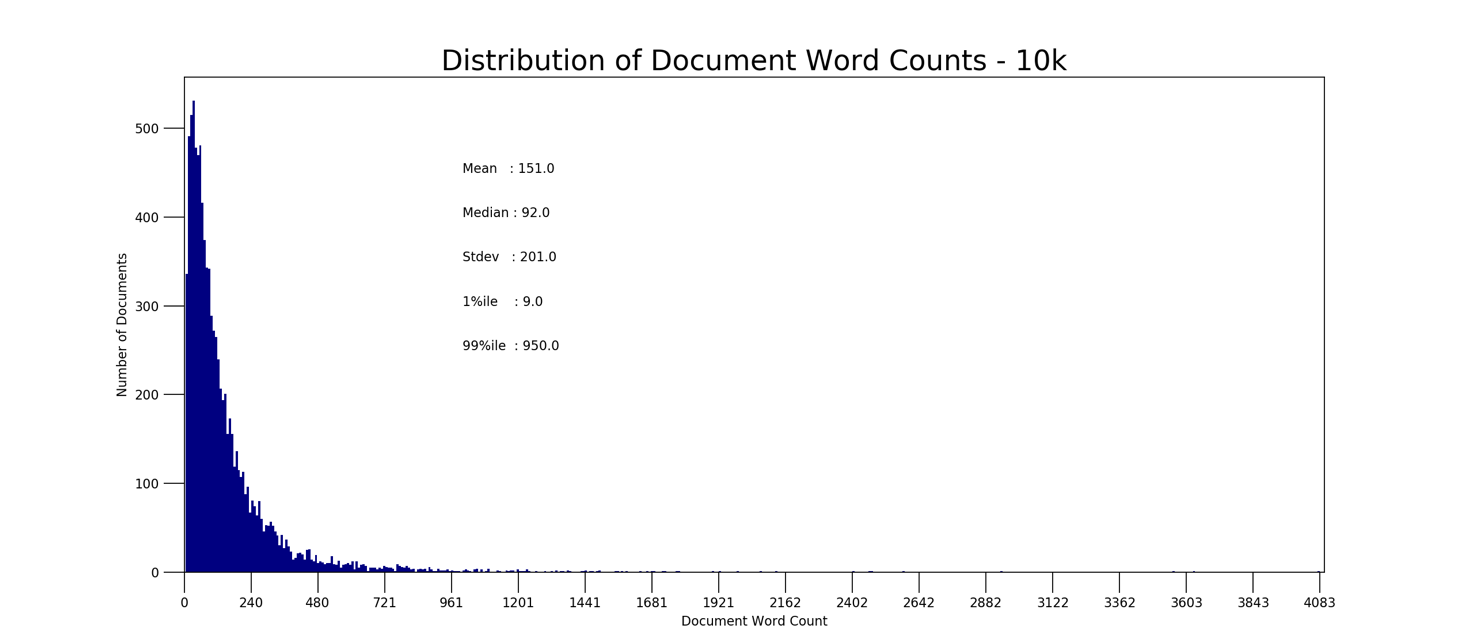 Distribution of Document Word Counts - 10k
500
400
300
200
100
0
Number of Documents
Mean : 151.0
Median : 92.0
Stdev : 201.0
1%ile : 9.0
99%ile : 950.0
0 240 480 721 961 1201 1441 1681 1921 2162 2402 2642 2882 3122 3362 3603 3843 4083
Document Word Count